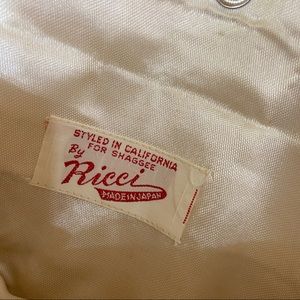 STYLED IN CALIFORNIA
FOR SHAGGEE
By
Ricci
MADE IN JAPAN